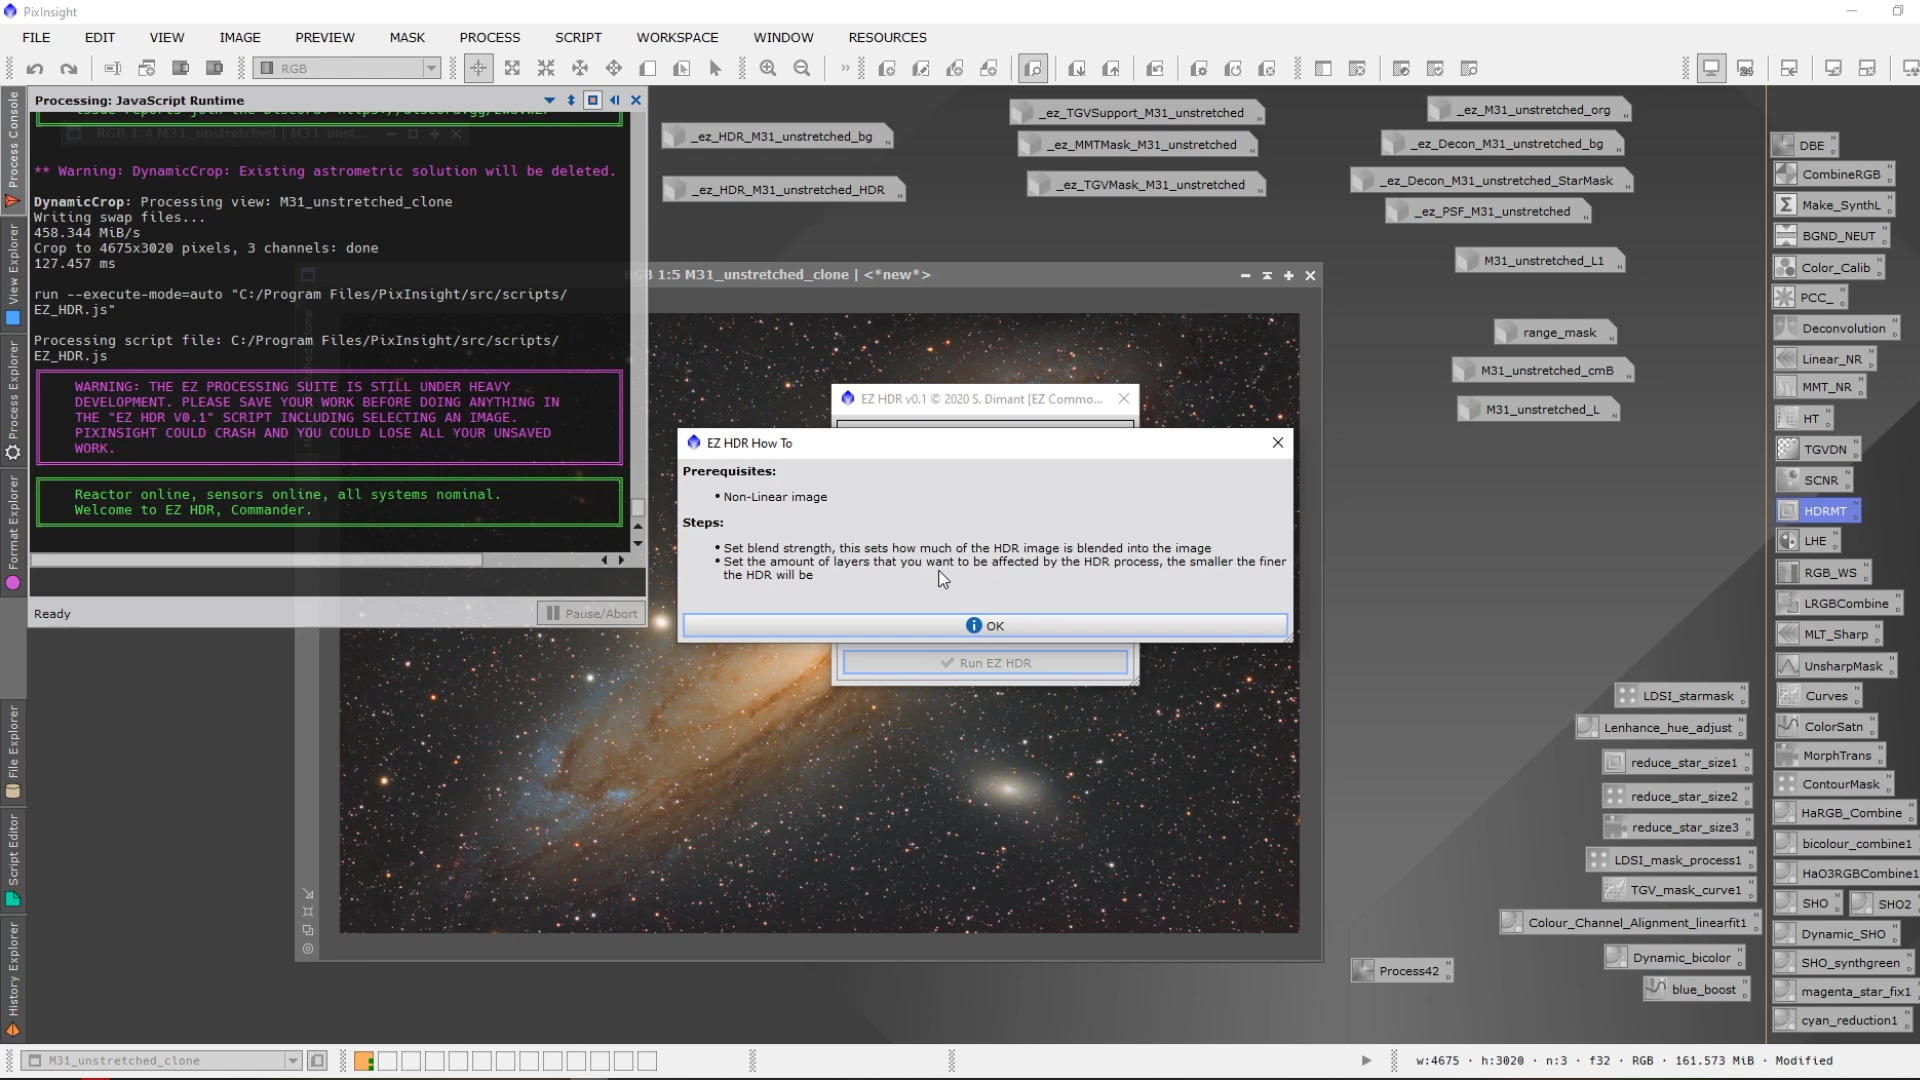 PixInsight
FILE EDIT VIEW IMAGE PREVIEW MASK PROCESS SCRIPT WORKSPACE WINDOW RESOURCES
RGB
Processing: JavaScript Runtime
** Warning: DynamicCrop: Existing astrometric solution will be deleted.
DynamicCrop: Processing view: M31_unstretched_clone
Writing swap files...
458.344 MiB/s
Crop to 4675x3020 pixels, 3 channels: done
127.457 ms
run --execute-mode=auto "C:/Program Files/PixInsight/src/scripts/
EZ_HDR.js"
Processing script file: C:/Program Files/PixInsight/src/scripts/
EZ_HDR.js
WARNING: THE EZ PROCESSING SUITE IS STILL UNDER HEAVY
DEVELOPMENT. PLEASE SAVE YOUR WORK BEFORE DOING ANYTHING IN
THE "EZ HDR V0.1" SCRIPT INCLUDING SELECTING AN IMAGE.
PIXINSIGHT COULD CRASH AND YOU COULD LOSE ALL YOUR UNSAVED
WORK.
Reactor online, sensors online, all systems nominal.
Welcome to EZ HDR, Commander.
Ready
Pause/Abort
Process Console
View Explorer
Process Explorer
Format Explorer
File Explorer
Script Editor
History Explorer
_ez_HDR_M31_unstretched_bg
_ez_HDR_M31_unstretched_HDR
_ez_TGVSupport_M31_unstretched
_ez_MMTMask_M31_unstretched
_ez_TGVMask_M31_unstretched
_ez_M31_unstretched_org
_ez_Decon_M31_unstretched_bg
_ez_Decon_M31_unstretched_StarMask
_ez_PSF_M31_unstretched
M31_unstretched_L1
range_mask
M31_unstretched_cmB
M31_unstretched_L
1:5 M31_unstretched_clone | <*new*>
EZ HDR v0.1 © 2020 S. Dimant [EZ Commo...
EZ HDR How To
Prerequisites:
• Non-Linear image
Steps:
• Set blend strength, this sets how much of the HDR image is blended into the image
• Set the amount of layers that you want to be affected by the HDR process, the smaller the finer
the HDR will be
OK
Run EZ HDR
DBE
CombineRGB
Make_SynthL
BGND_NEUT
Color_Calib
PCC_
Deconvolution
Linear_NR
MMT_NR
HT
TGVDN
SCNR
HDRMT
LHE
RGB_WS
LRGBCombine
MLT_Sharp
UnsharpMask
Curves
ColorSatn
MorphTrans
ContourMask
HaRGB_Combine
bicolour_combine1
HaO3RGBCombine1
SHO
SHO2
Dynamic_SHO
SHO_synthgreen
magenta_star_fix1
cyan_reduction1
LDSI_starmask
Lenhance_hue_adjust
reduce_star_size1
reduce_star_size2
reduce_star_size3
LDSI_mask_process1
TGV_mask_curve1
Colour_Channel_Alignment_linearfit1
Dynamic_bicolor
blue_boost
Process42
M31_unstretched_clone
w:4675 · h:3020 · n:3 · f32 · RGB · 161.573 MiB · Modified